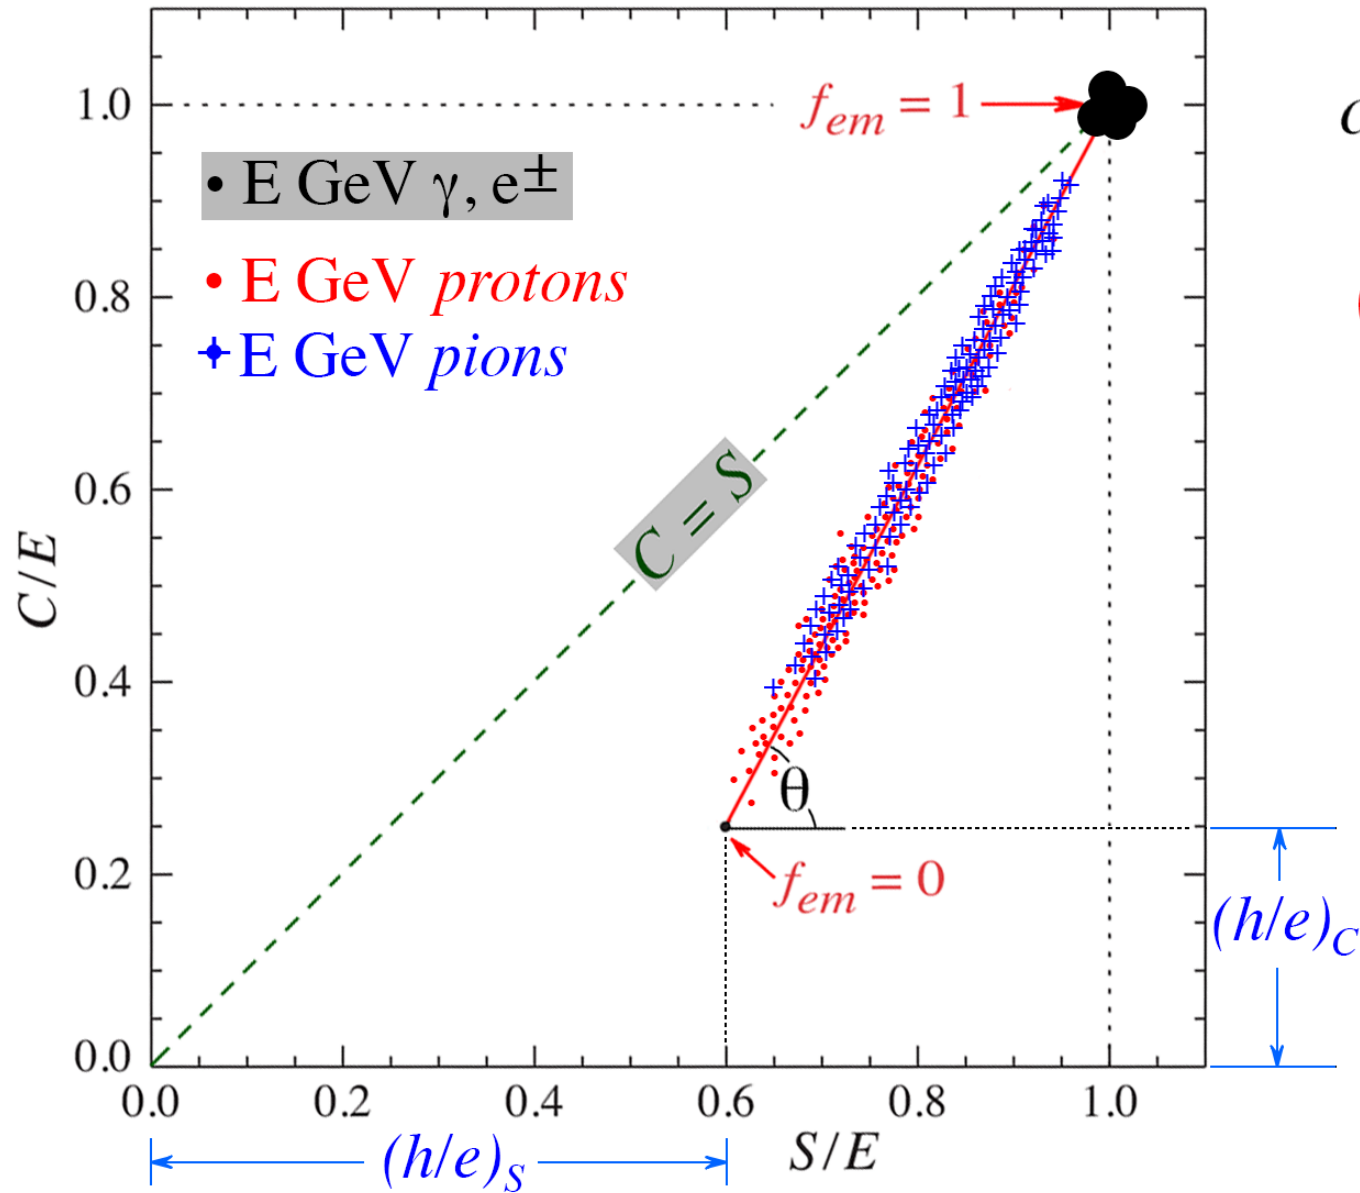 1.0
0.8
0.6
0.4
0.2
0.0
C/E
f_em = 1
• E GeV γ, e±
• E GeV protons
E GeV pions
C = S
θ
f_em = 0
(h/e)_C
0.0 0.2 0.4 0.6 0.8 1.0
(h/e)_S
S/E